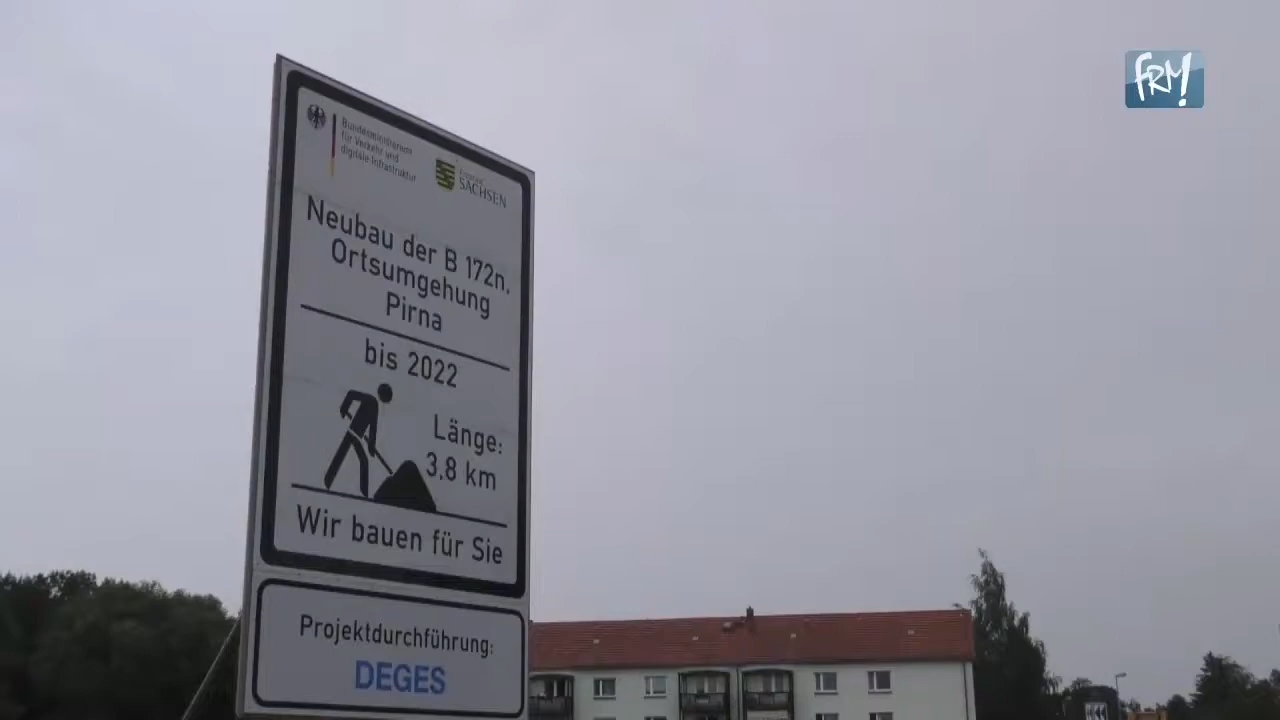 FRM!
Bundesministerium
für Verkehr und
digitale Infrastruktur
Freistaat
SACHSEN
Neubau der B 172n.
Ortsumgehung
Pirna
bis 2022
Länge:
3,8 km
Wir bauen für Sie
Projektdurchführung:
DEGES